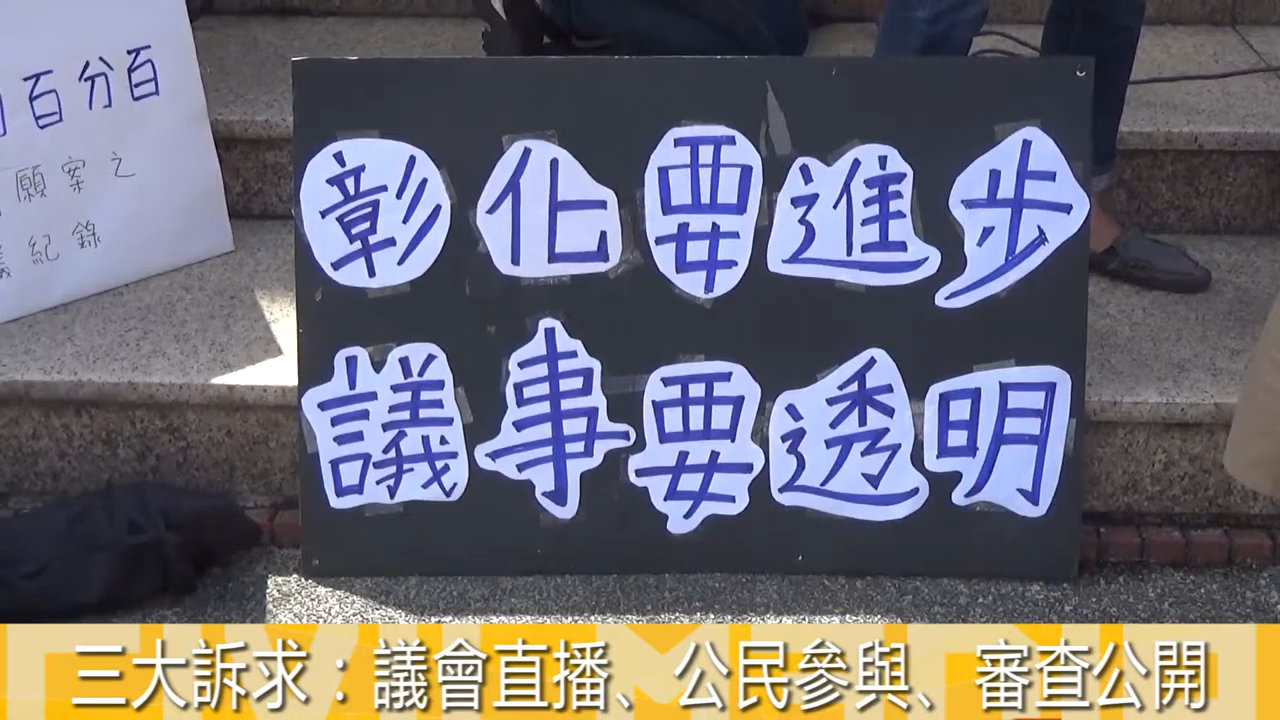 百分百
願案之
紀錄
彰化要進步
議事要透明
三大訴求：議會直播、公民參與、審查公開